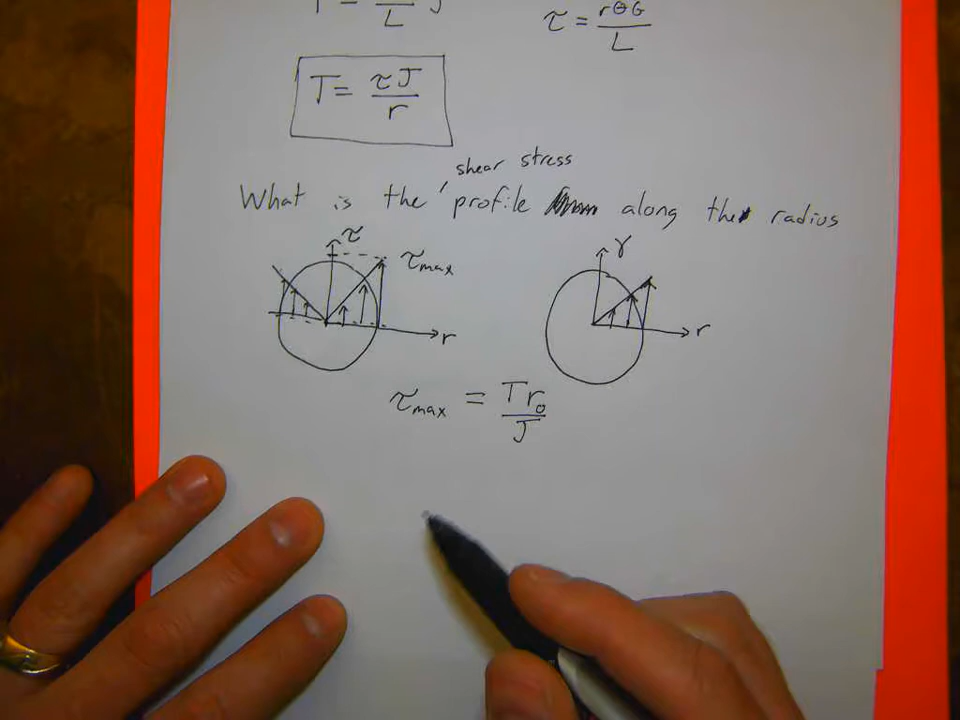 T = — J
L
τ = rθG
L
T = τJ
r
shear stress
What is the ' profile along the radius
τ
τmax
r
γ
r
τmax = Tr₀
J